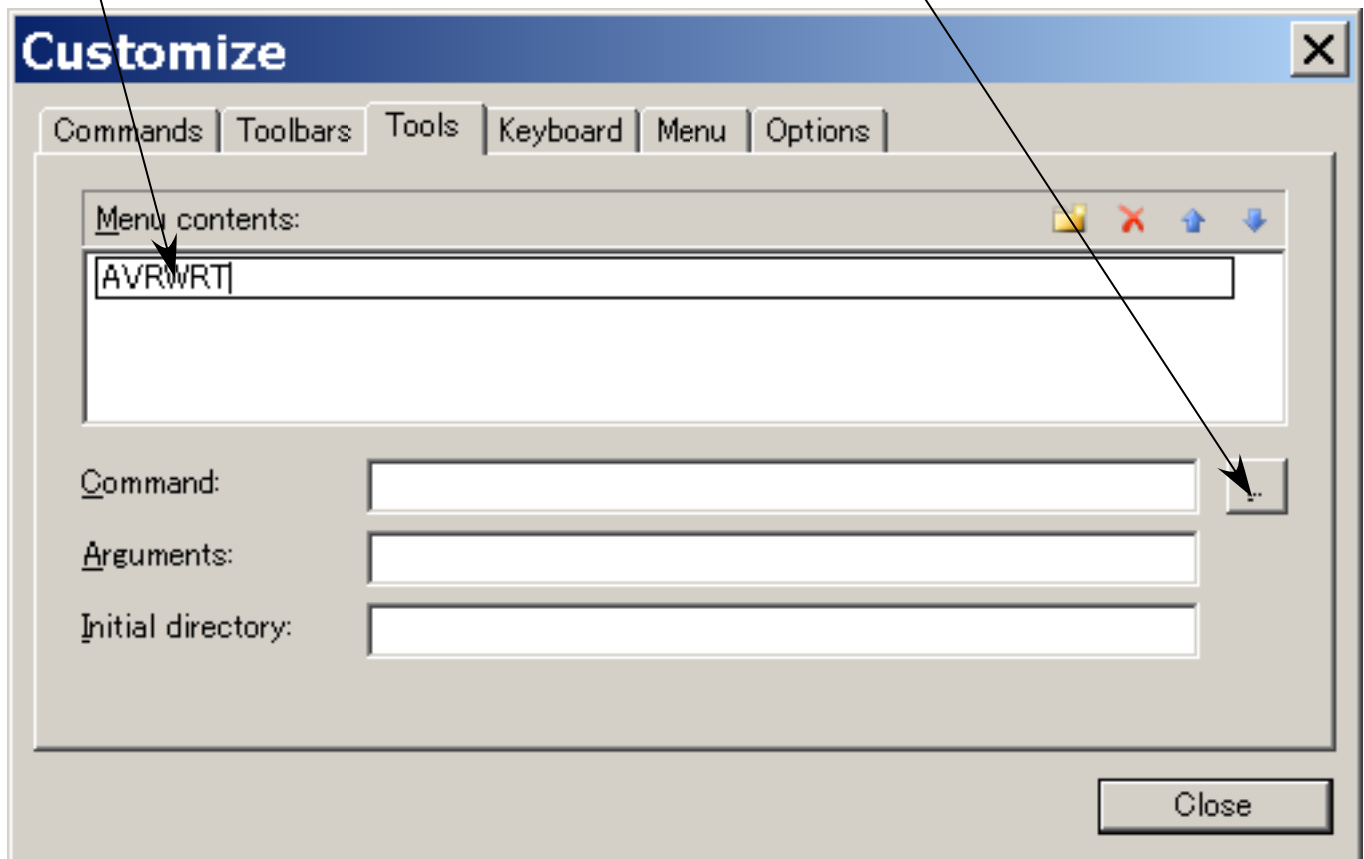 Customize
Commands Toolbars Tools Keyboard Menu Options
Menu contents:
AVRWRT
Command: ...
Arguments:
Initial directory:
Close